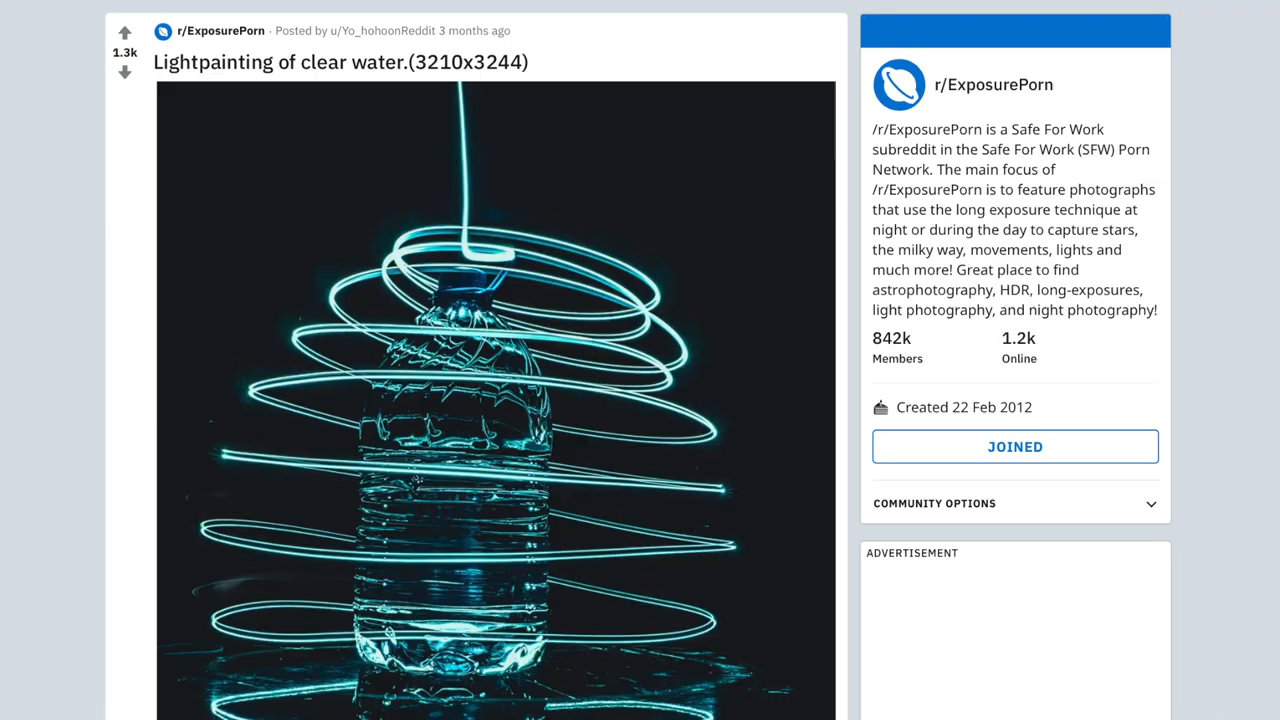 r/ExposurePorn · Posted by u/Yo_hohoonReddit 3 months ago
1.3k
Lightpainting of clear water.(3210x3244)
r/ExposurePorn
/r/ExposurePorn is a Safe For Work
subreddit in the Safe For Work (SFW) Porn
Network. The main focus of
/r/ExposurePorn is to feature photographs
that use the long exposure technique at
night or during the day to capture stars,
the milky way, movements, lights and
much more! Great place to find
astrophotography, HDR, long-exposures,
light photography, and night photography!
842k 1.2k
Members Online
Created 22 Feb 2012
JOINED
COMMUNITY OPTIONS
ADVERTISEMENT